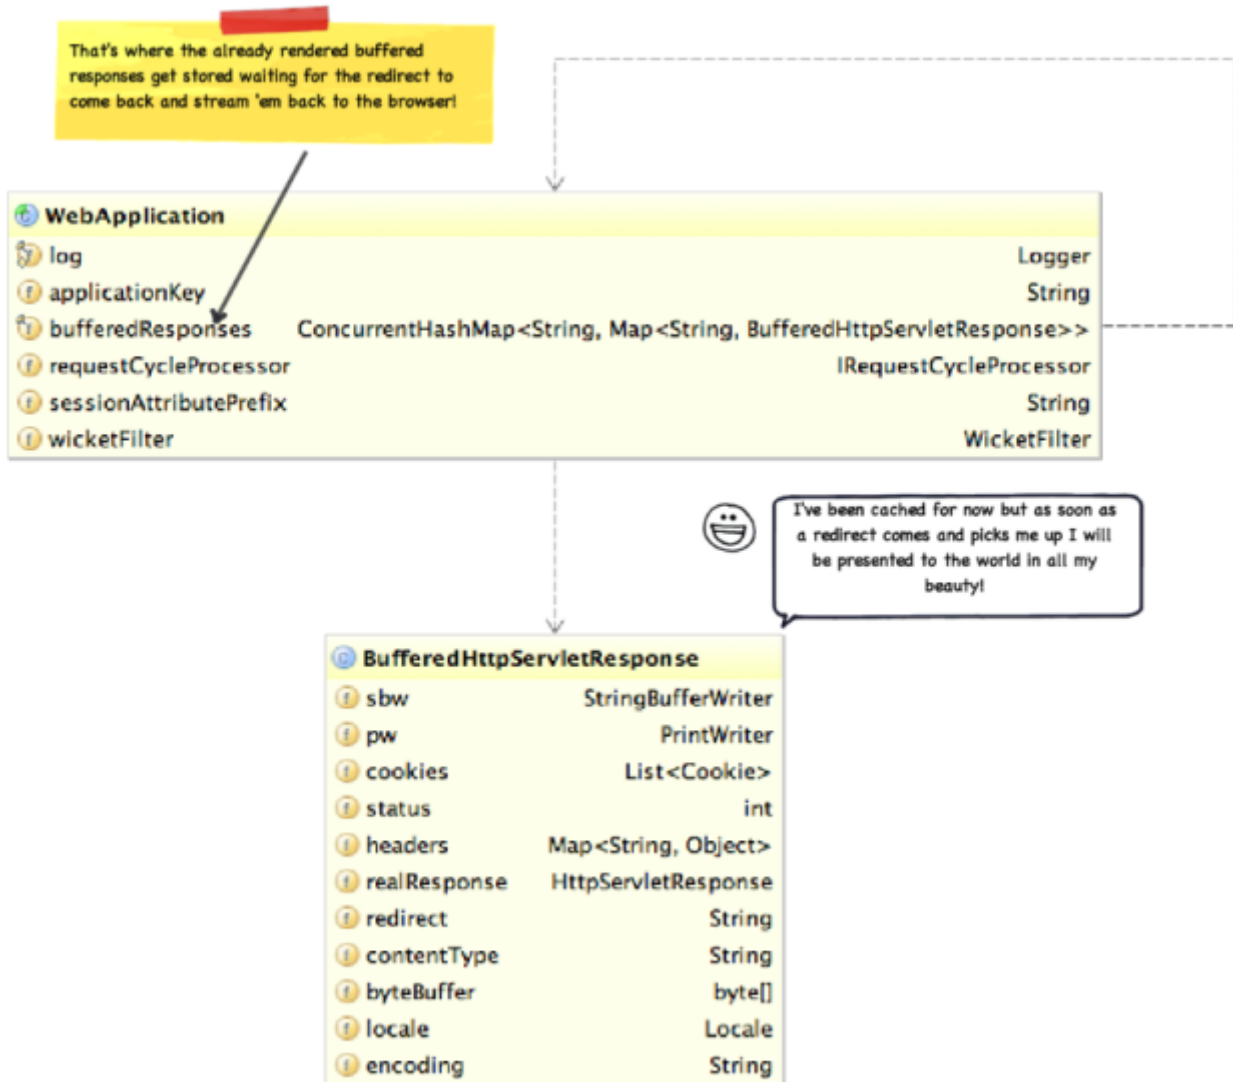 That's where the already rendered buffered
responses get stored waiting for the redirect to
come back and stream 'em back to the browser!
WebApplication
log Logger
applicationKey String
bufferedResponses ConcurrentHashMap<String, Map<String, BufferedHttpServletResponse>>
requestCycleProcessor IRequestCycleProcessor
sessionAttributePrefix String
wicketFilter WicketFilter
I've been cached for now but as soon as
a redirect comes and picks me up I will
be presented to the world in all my
beauty!
BufferedHttpServletResponse
sbw StringBufferWriter
pw PrintWriter
cookies List<Cookie>
status int
headers Map<String, Object>
realResponse HttpServletResponse
redirect String
contentType String
byteBuffer byte[]
locale Locale
encoding String